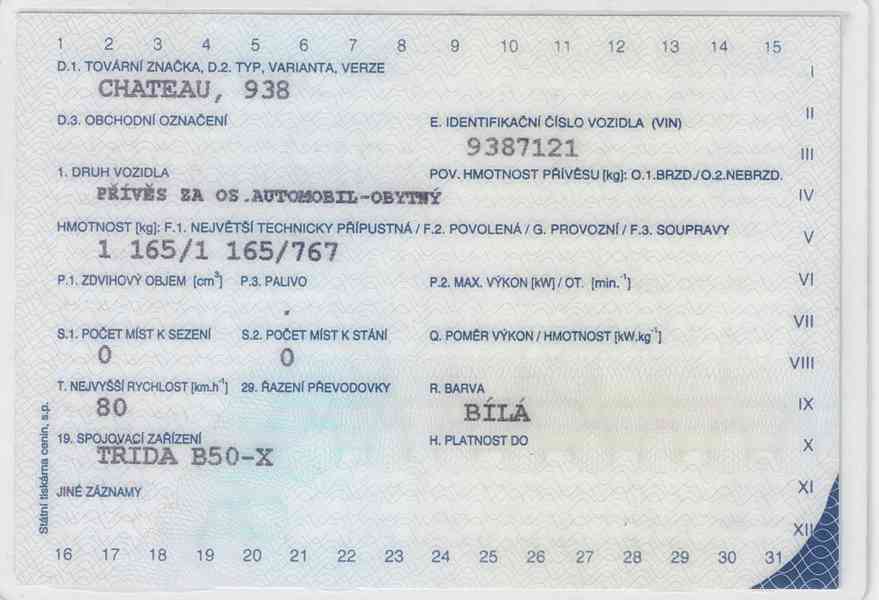 1 2 3 4 5 6 7 8 9 10 11 12 13 14 15
D.1. TOVÁRNÍ ZNAČKA, D.2. TYP, VARIANTA, VERZE I
CHATEAU, 938
D.3. OBCHODNÍ OZNAČENÍ E. IDENTIFIKAČNÍ ČÍSLO VOZIDLA (VIN) II
9387121 III
1. DRUH VOZIDLA POV. HMOTNOST PŘÍVĚSU [kg]: O.1.BRZD./O.2.NEBRZD.
PŘÍVĚS ZA OS.AUTOMOBIL-OBYTNÝ IV
HMOTNOST [kg]: F.1. NEJVĚTŠÍ TECHNICKY PŘÍPUSTNÁ / F.2. POVOLENÁ / G. PROVOZNÍ / F.3. SOUPRAVY V
1 165/1 165/767
P.1. ZDVIHOVÝ OBJEM [cm³] P.3. PALIVO P.2. MAX. VÝKON [kW] / OT. [min.⁻¹] VI
VII
S.1. POČET MÍST K SEZENÍ S.2. POČET MÍST K STÁNÍ Q. POMĚR VÝKON / HMOTNOST [kW.kg⁻¹]
0 0 VIII
T. NEJVYŠŠÍ RYCHLOST [km.h⁻¹] 29. ŘAZENÍ PŘEVODOVKY R. BARVA
80 BÍLÁ IX
19. SPOJOVACÍ ZAŘÍZENÍ H. PLATNOST DO X
TŘÍDA B50-X
JINÉ ZÁZNAMY XI
XII
16 17 18 19 20 21 22 23 24 25 26 27 28 29 30 31
Státní tiskárna cenin, s.p.